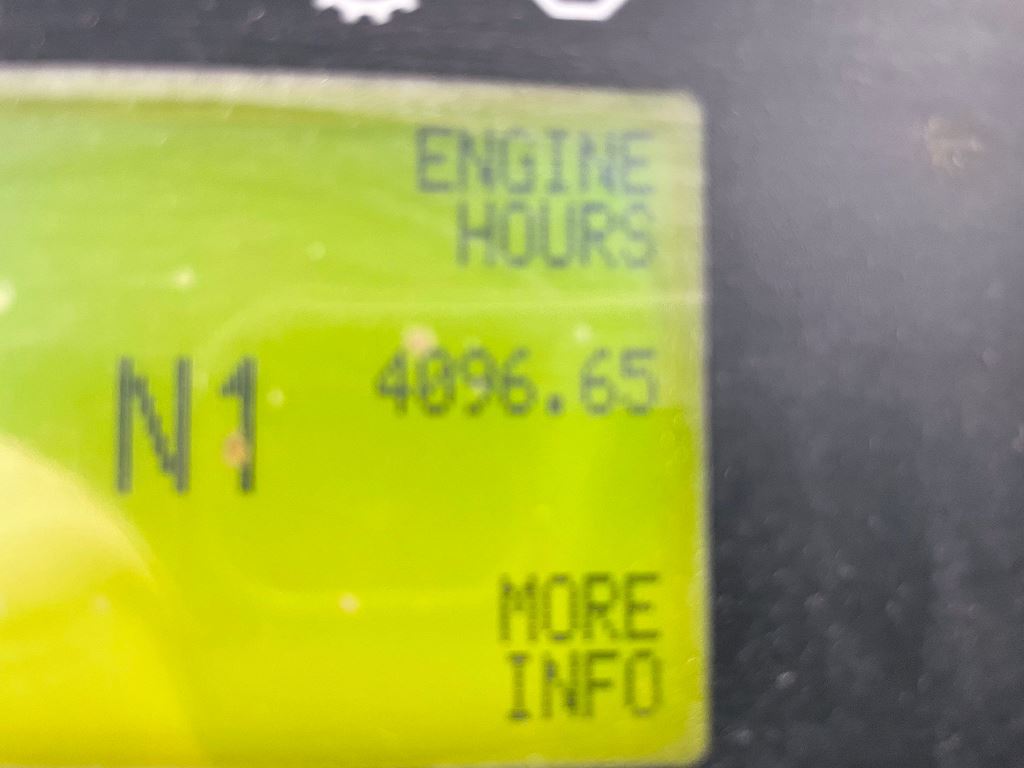 ENGINE
HOURS
N1 4096.65
MORE
INFO